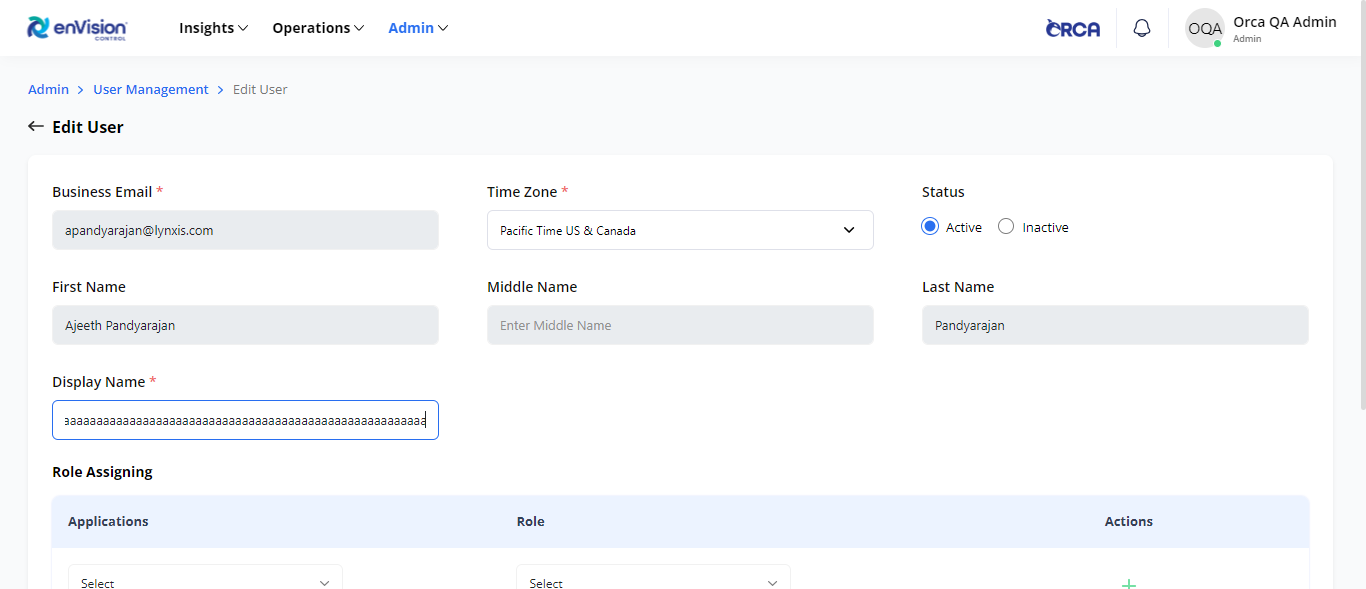 enVision
CONTROL
Insights Operations Admin
ORCA
OQA
Orca QA Admin
Admin
Admin > User Management > Edit User
← Edit User
Business Email *
Time Zone *
Status
apandyarajan@lynxis.com
Pacific Time US & Canada
Active Inactive
First Name
Middle Name
Last Name
Ajeeth Pandyarajan
Enter Middle Name
Pandyarajan
Display Name *
Role Assigning
Applications Role Actions
Select Select +